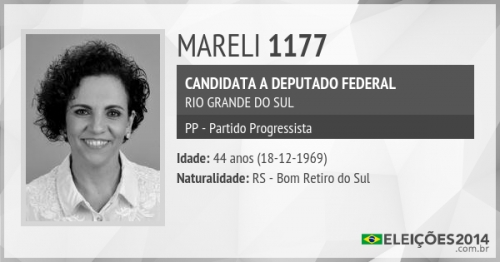 MARELI 1177
CANDIDATA A DEPUTADO FEDERAL
RIO GRANDE DO SUL
PP - Partido Progressista
Idade: 44 anos (18-12-1969)
Naturalidade: RS - Bom Retiro do Sul
ELEIÇÕES2014
.com.br